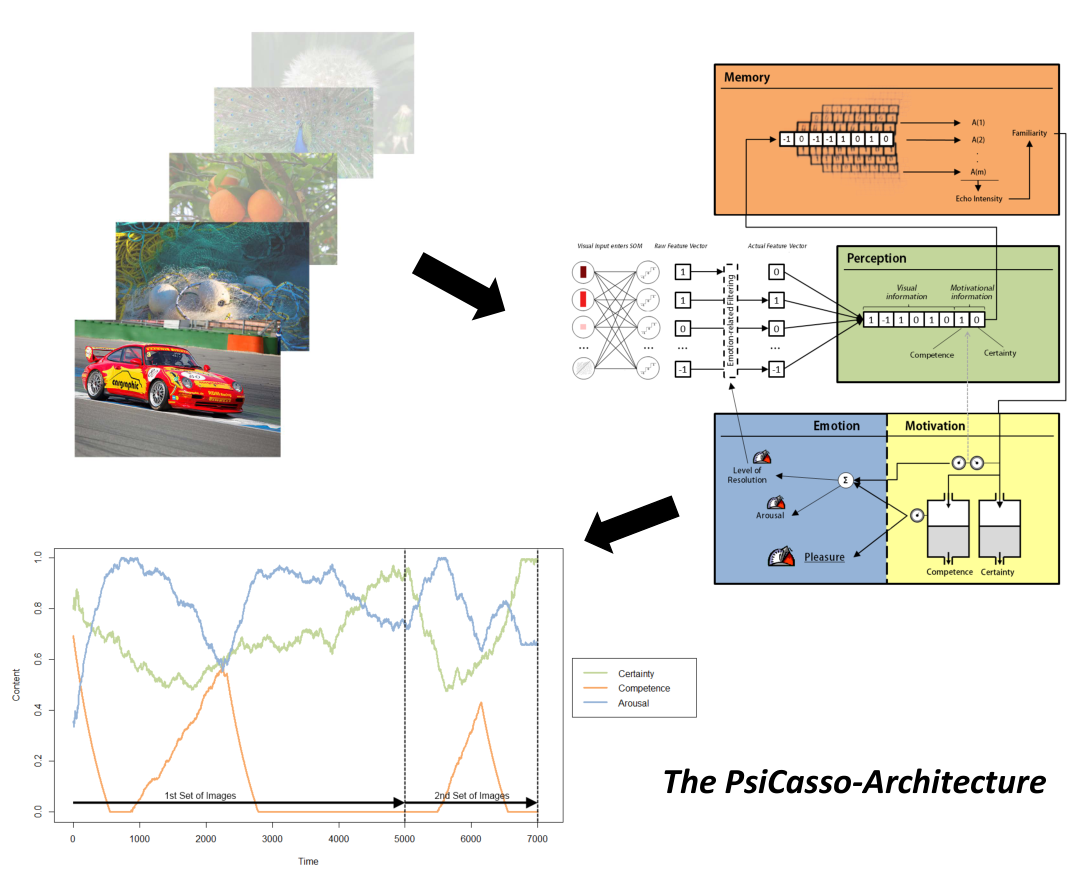 Memory
-1 0 -1 -1 1 0 1 0
A(1)
A(2)
.
.
A(m)
Familiarity
Echo Intensity
Visual Input enters SOM
Raw Feature Vector
Actual Feature Vector
1
1
0
...
-1
...
Emotion-related Filtering
0
1
0
...
-1
Perception
Visual
information
Motivational
information
1 -1 1 0 1 0 1 0
Competence
Certainty
Emotion
Motivation
Level of
Resolution
Σ
Arousal
Pleasure
Competence
Certainty
cargraphic
Content
1.0
0.8
0.6
0.4
0.2
0.0
1st Set of Images
2nd Set of Images
0
1000
2000
3000
4000
5000
6000
7000
Time
Certainty
Competence
Arousal
The PsiCasso-Architecture